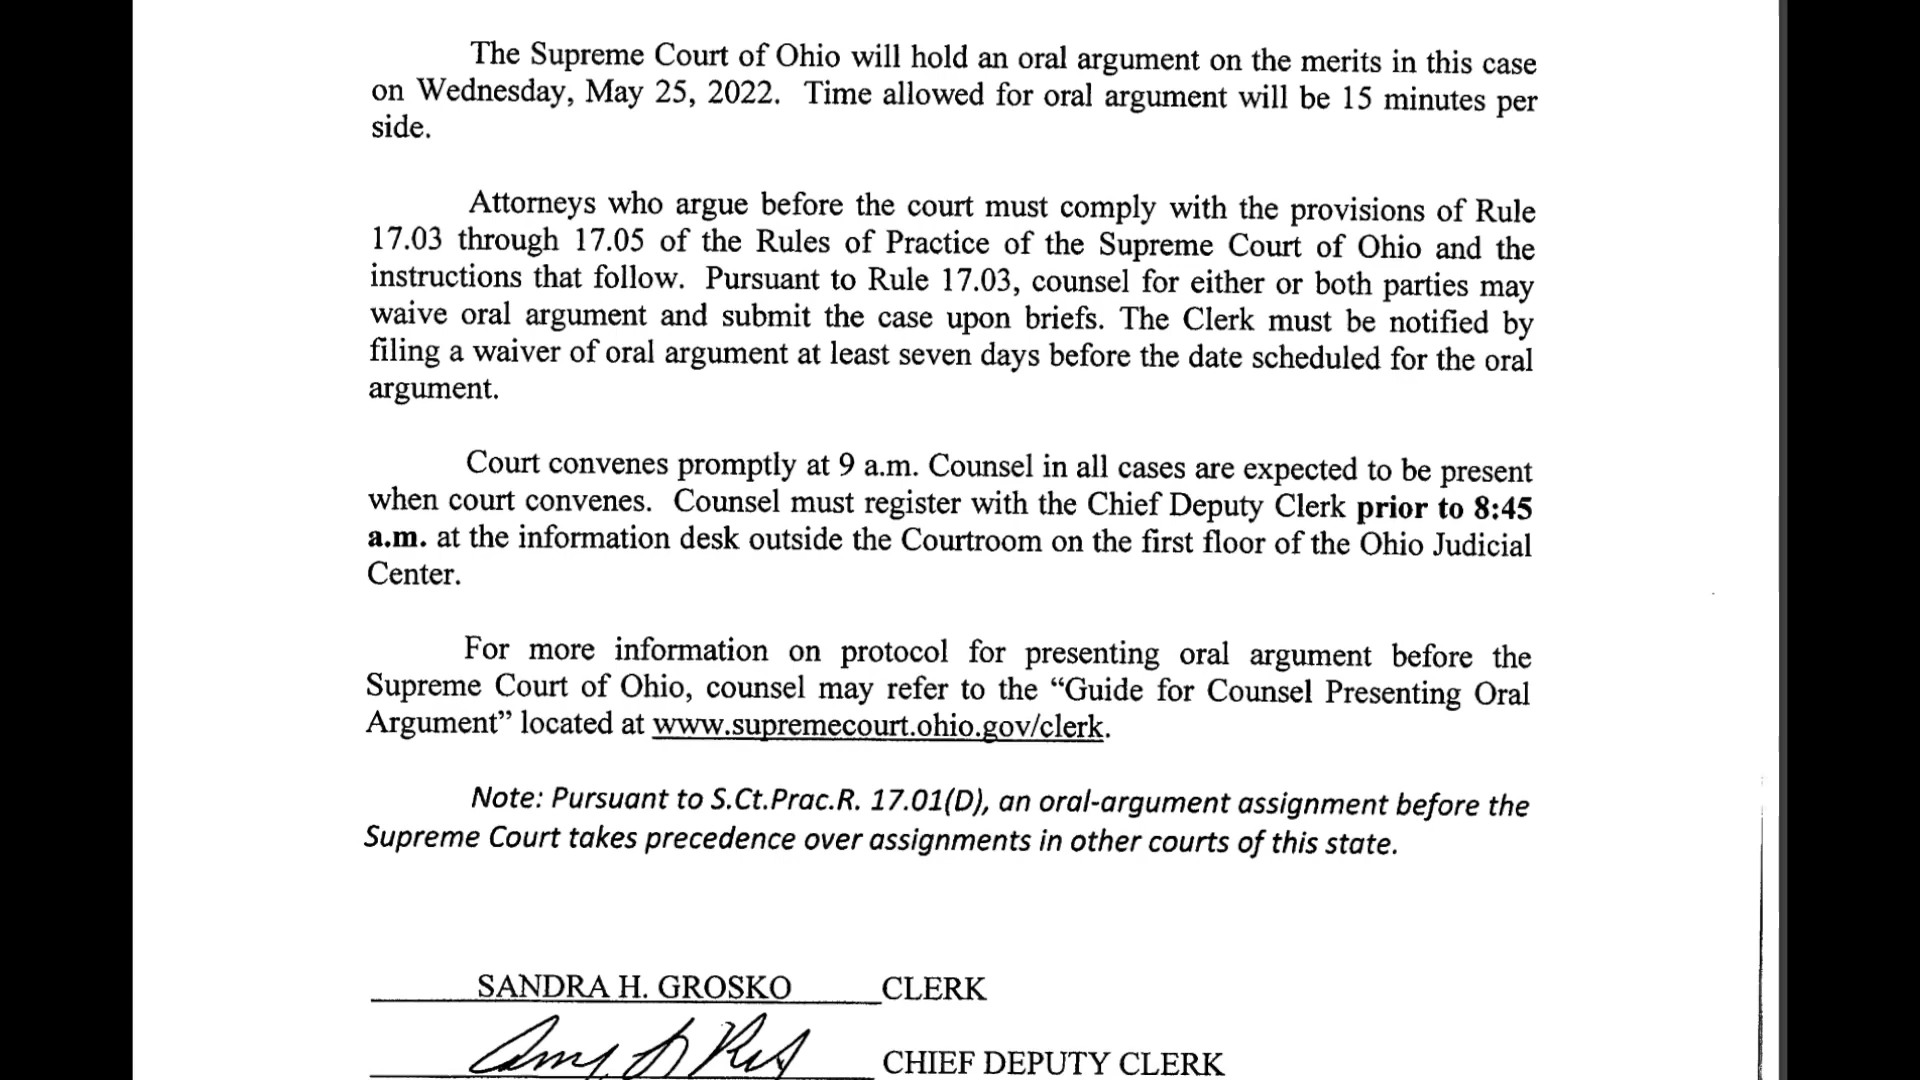 The Supreme Court of Ohio will hold an oral argument on the merits in this case
on Wednesday, May 25, 2022. Time allowed for oral argument will be 15 minutes per
side.
Attorneys who argue before the court must comply with the provisions of Rule
17.03 through 17.05 of the Rules of Practice of the Supreme Court of Ohio and the
instructions that follow. Pursuant to Rule 17.03, counsel for either or both parties may
waive oral argument and submit the case upon briefs. The Clerk must be notified by
filing a waiver of oral argument at least seven days before the date scheduled for the oral
argument.
Court convenes promptly at 9 a.m. Counsel in all cases are expected to be present
when court convenes. Counsel must register with the Chief Deputy Clerk prior to 8:45
a.m. at the information desk outside the Courtroom on the first floor of the Ohio Judicial
Center.
For more information on protocol for presenting oral argument before the
Supreme Court of Ohio, counsel may refer to the “Guide for Counsel Presenting Oral
Argument” located at www.supremecourt.ohio.gov/clerk.
Note: Pursuant to S.Ct.Prac.R. 17.01(D), an oral-argument assignment before the
Supreme Court takes precedence over assignments in other courts of this state.
SANDRA H. GROSKO CLERK
CHIEF DEPUTY CLERK